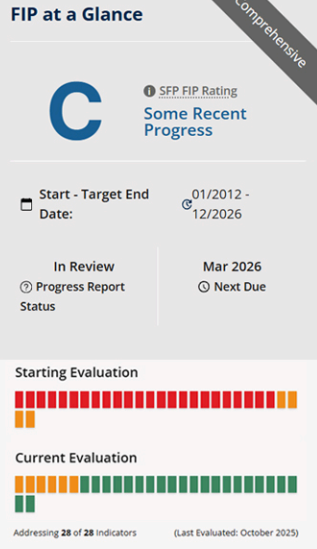 FIP at a Glance
Comprehensive
C
SFP FIP Rating
Some Recent
Progress
Start - Target End
Date:
01/2012 -
12/2026
In Review
Progress Report
Status
Mar 2026
Next Due
Starting Evaluation
Current Evaluation
Addressing 28 of 28 Indicators
(Last Evaluated: October 2025)